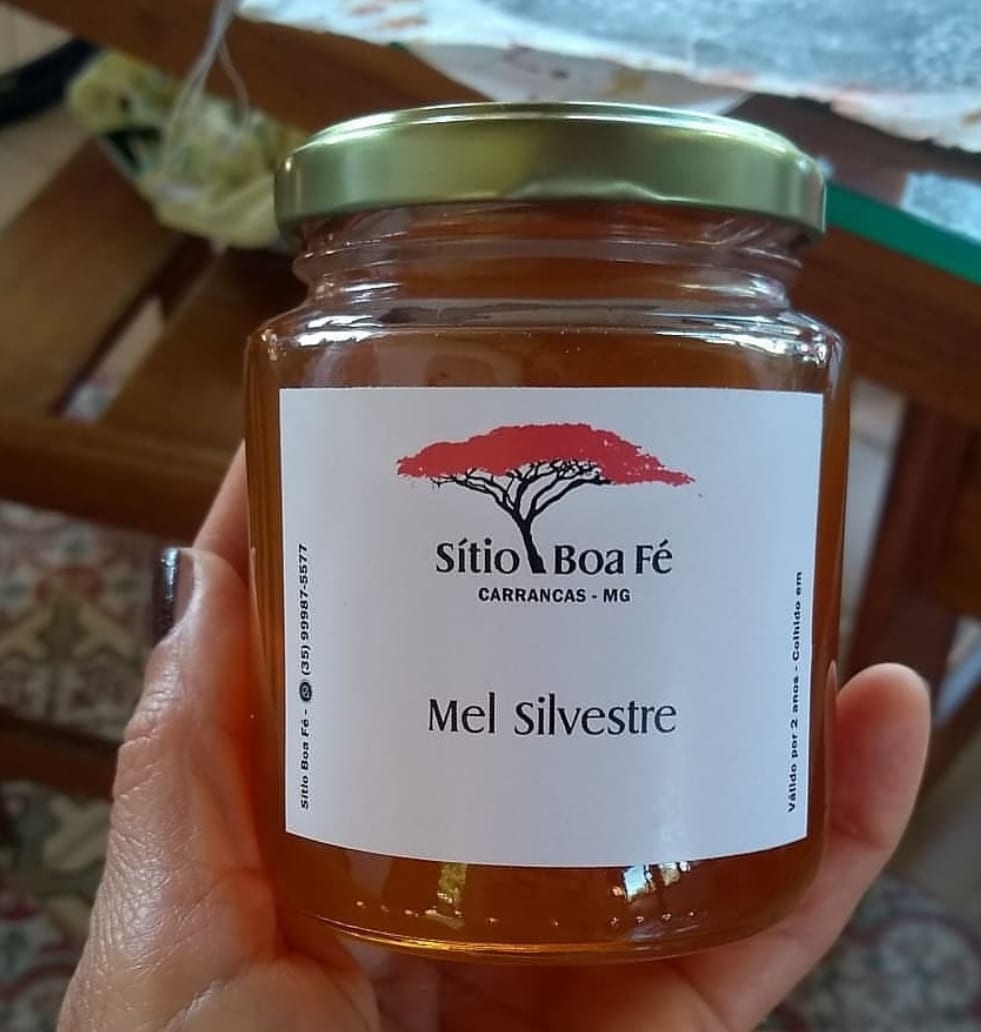 Sítio Boa Fé
CARRANCAS - MG
Mel Silvestre
Sítio Boa Fé - (35) 99987-5577
Válido por 2 anos - Colhido em